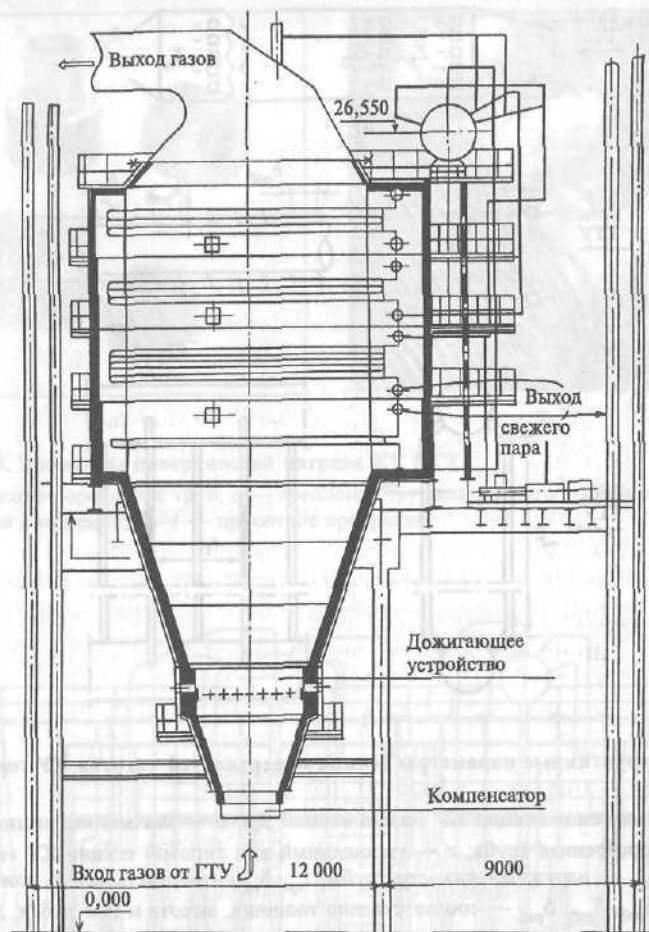 Выход газов
26,550
Выход
свежего
пара
Дожигающее
устройство
Компенсатор
Вход газов от ГТУ
12 000
9000
0,000